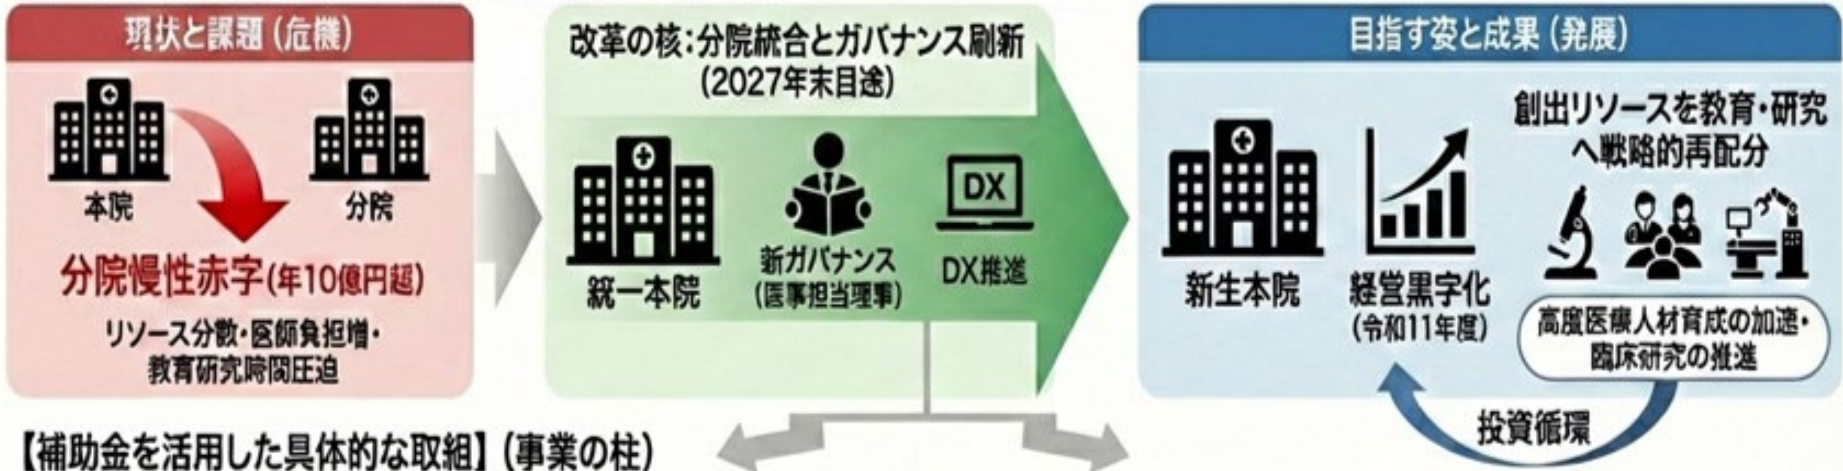 現状と課題(危機)
本院
分院
分院慢性赤字(年10億円超)
リソース分散・医師負担増・
教育研究時間圧迫
改革の核:分院統合とガバナンス刷新
(2027年末目途)
統一本院
新ガバナンス
(医事担当理事)
DX
DX推進
目指す姿と成果(発展)
創出リソースを教育・研究
へ戦略的再配分
新生本院
経営黒字化
(令和11年度)
高度医療人材育成の加速・
臨床研究の推進
投資循環
【補助金を活用した具体的な取組】(事業の柱)